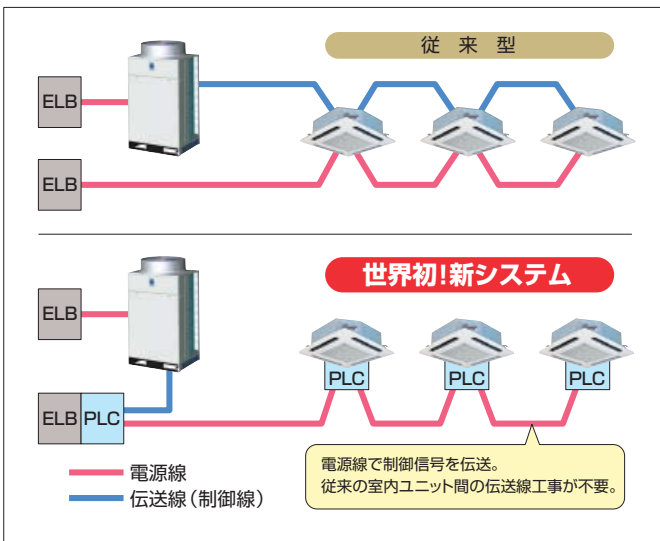 従来型
ELB
ELB
世界初!新システム
ELB
PLC PLC PLC
ELB PLC
電源線で制御信号を伝送。
従来の室内ユニット間の伝送線工事が不要。
電源線
伝送線(制御線)